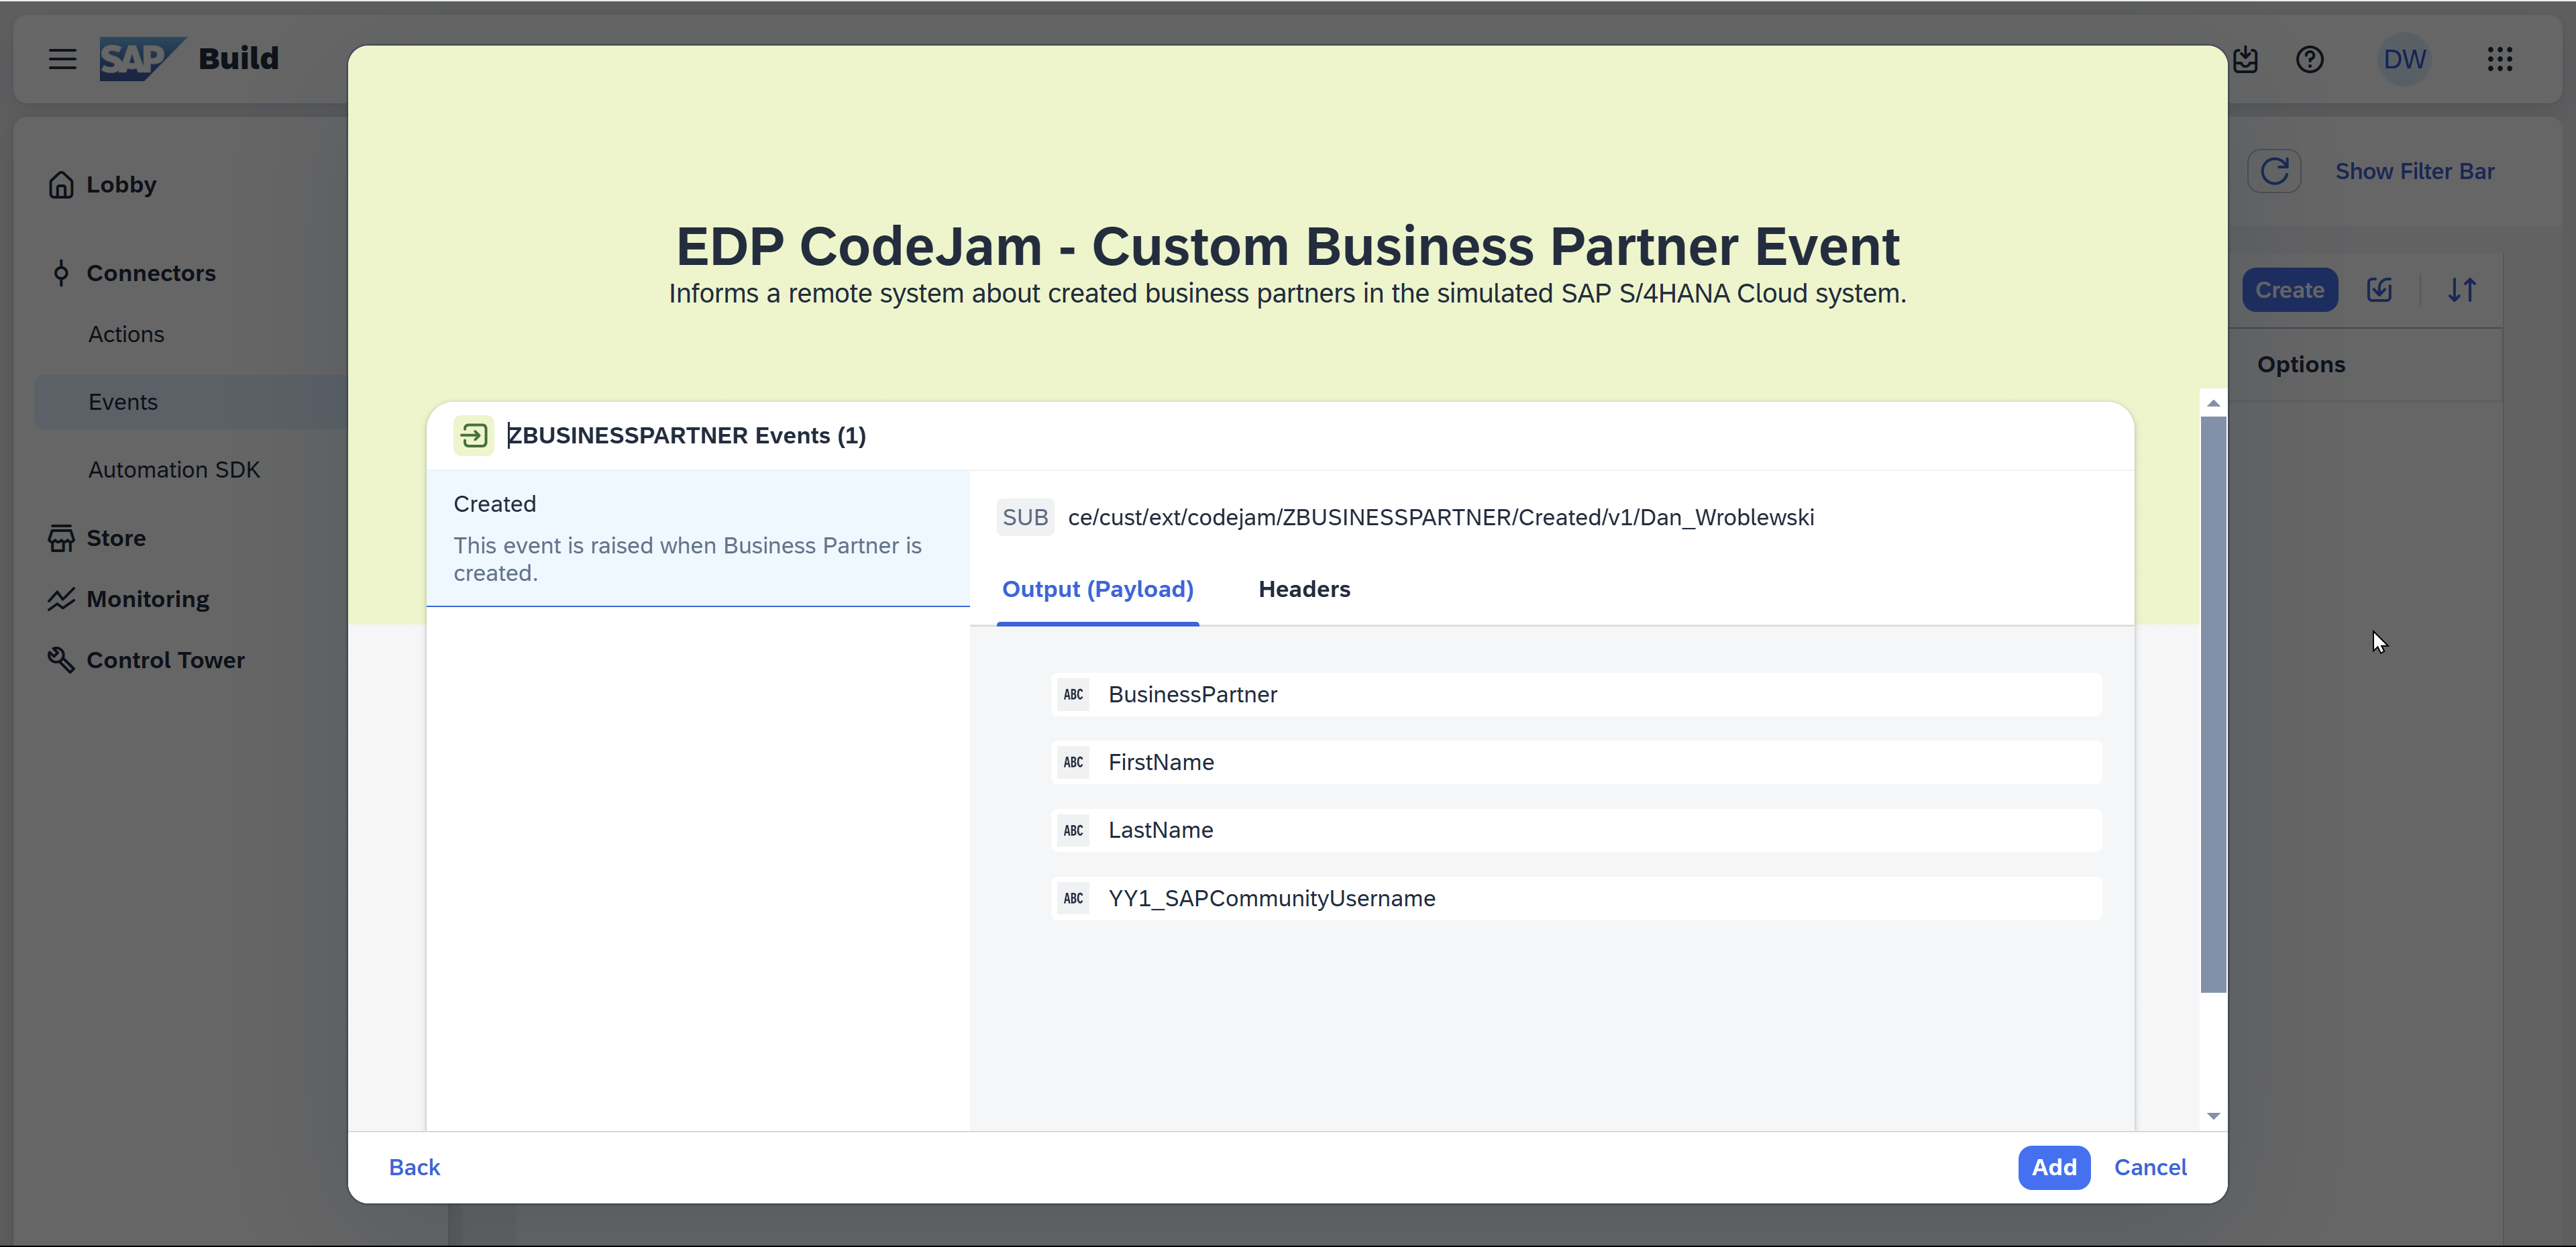 SAP Build
DW
Lobby
Connectors
Actions
Events
Automation SDK
Store
Monitoring
Control Tower
Show Filter Bar
Create
Options
EDP CodeJam - Custom Business Partner Event
Informs a remote system about created business partners in the simulated SAP S/4HANA Cloud system.
ZBUSINESSPARTNER Events (1)
Created
This event is raised when Business Partner is
created.
SUB ce/cust/ext/codejam/ZBUSINESSPARTNER/Created/v1/Dan_Wroblewski
Output (Payload) Headers
ABC BusinessPartner
ABC FirstName
ABC LastName
ABC YY1_SAPCommunityUsername
Back
Add
Cancel